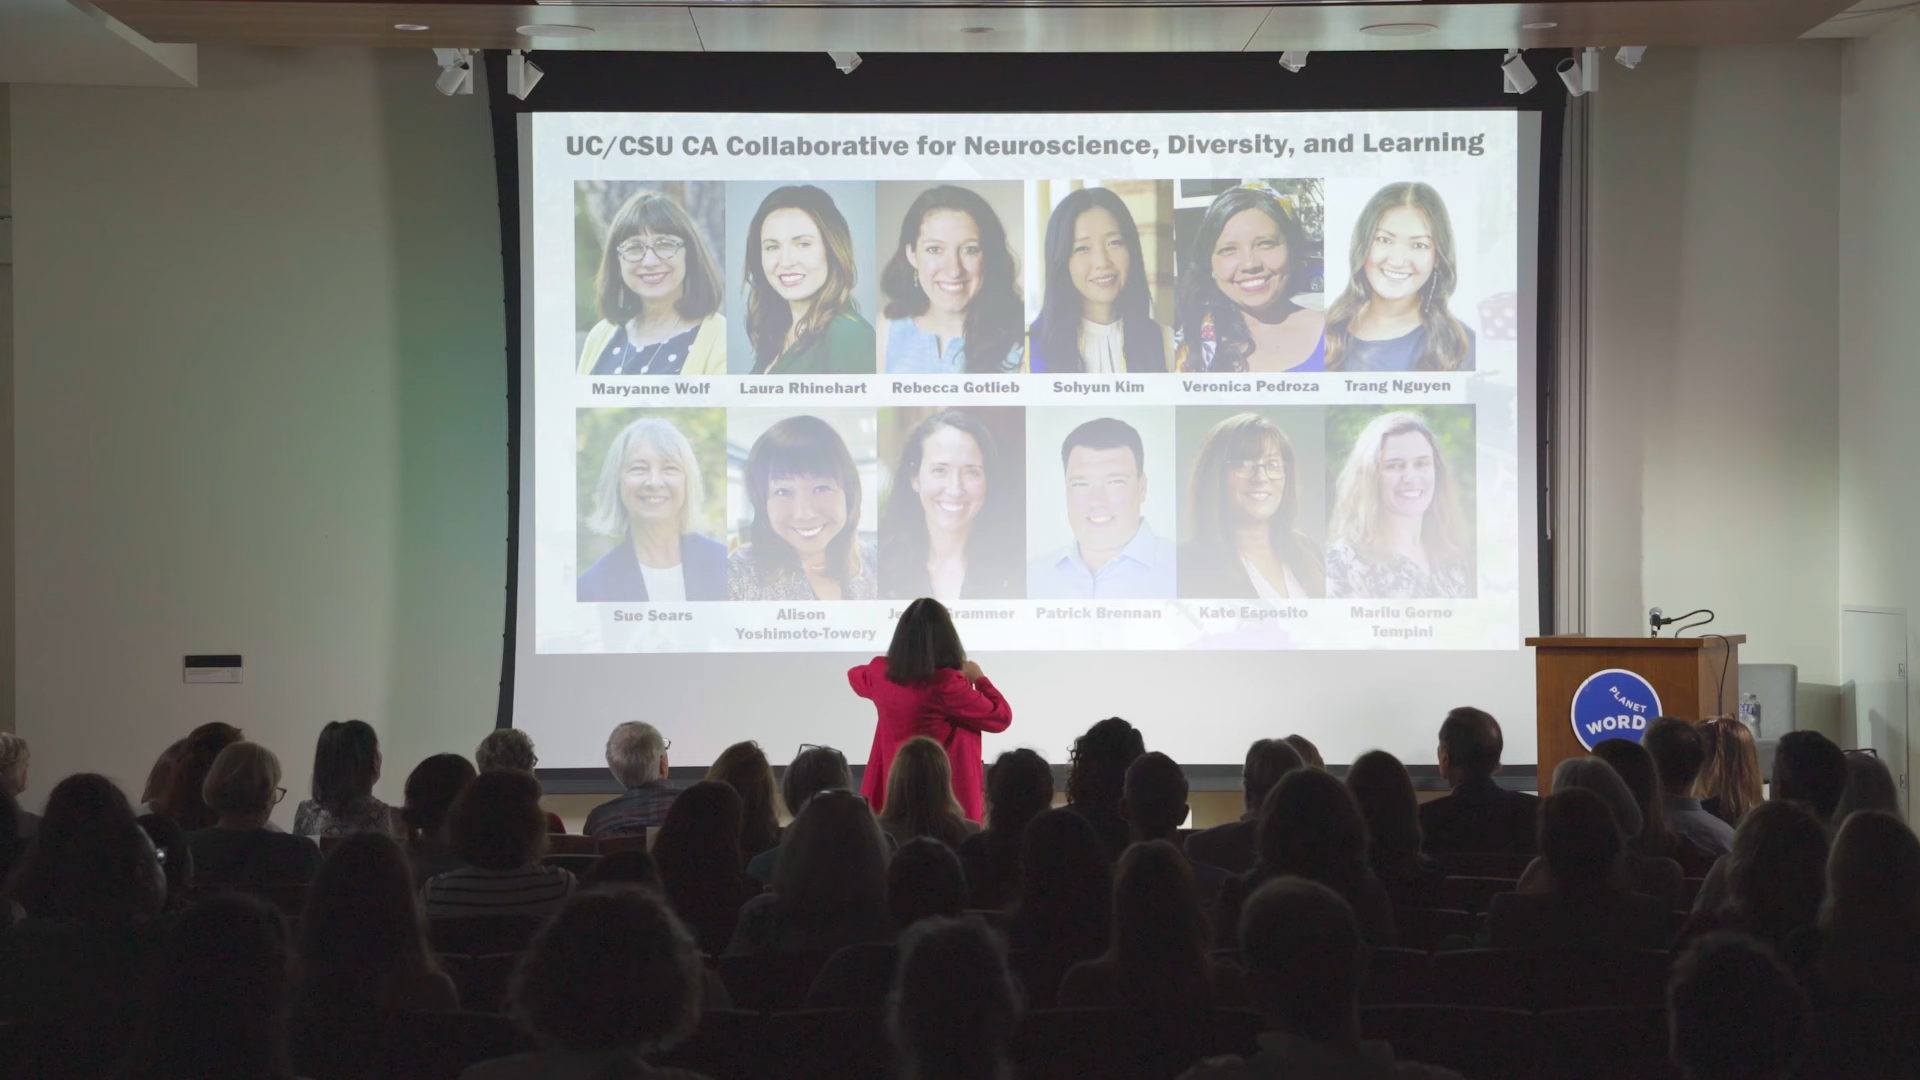 UC/CSU CA Collaborative for Neuroscience, Diversity, and Learning
Maryanne Wolf
Laura Rhinehart
Rebecca Gotlieb
Sohyun Kim
Veronica Pedroza
Trang Nguyen
Sue Sears
Alison
Yoshimoto-Towery
Grammer
Patrick Brennan
Kate Esposito
Marilu Gorno
Tempini
PLANET
WORD